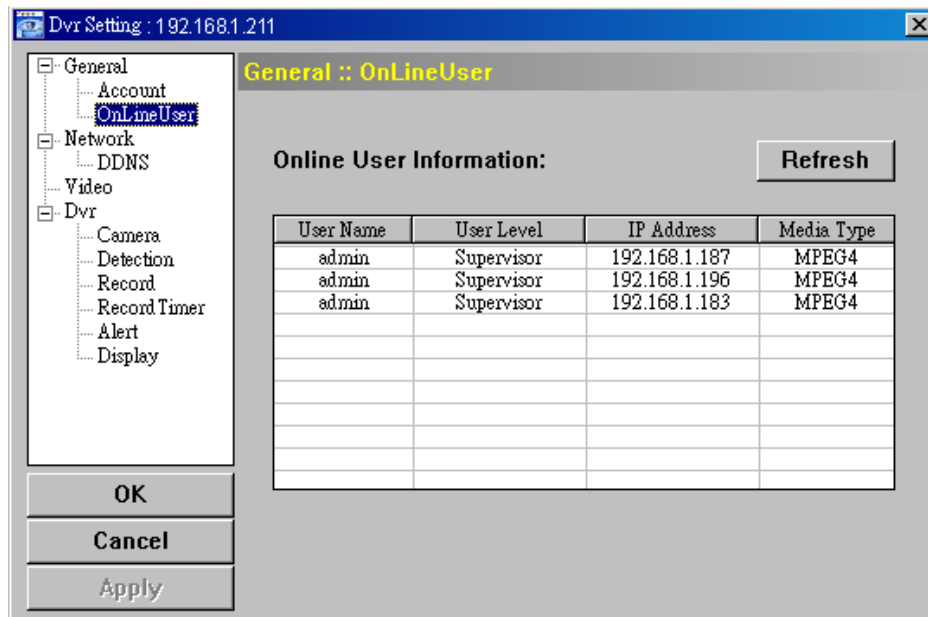 Dvr Setting : 192.168.1.211
General
Account
OnLineUser
Network
DDNS
Video
Dvr
Camera
Detection
Record
Record Timer
Alert
Display
OK
Cancel
Apply
General :: OnLineUser
Online User Information:
Refresh
User Name User Level IP Address Media Type
admin Supervisor 192.168.1.187 MPEG4
admin Supervisor 192.168.1.196 MPEG4
admin Supervisor 192.168.1.183 MPEG4